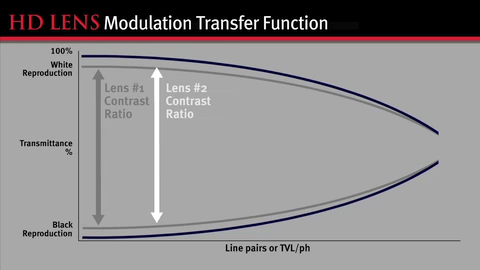 HD LENS Modulation Transfer Function
100%
White
Reproduction
Lens #1
Contrast
Ratio
Lens #2
Contrast
Ratio
Transmittance
%
Black
Reproduction
Line pairs or TVL/ph